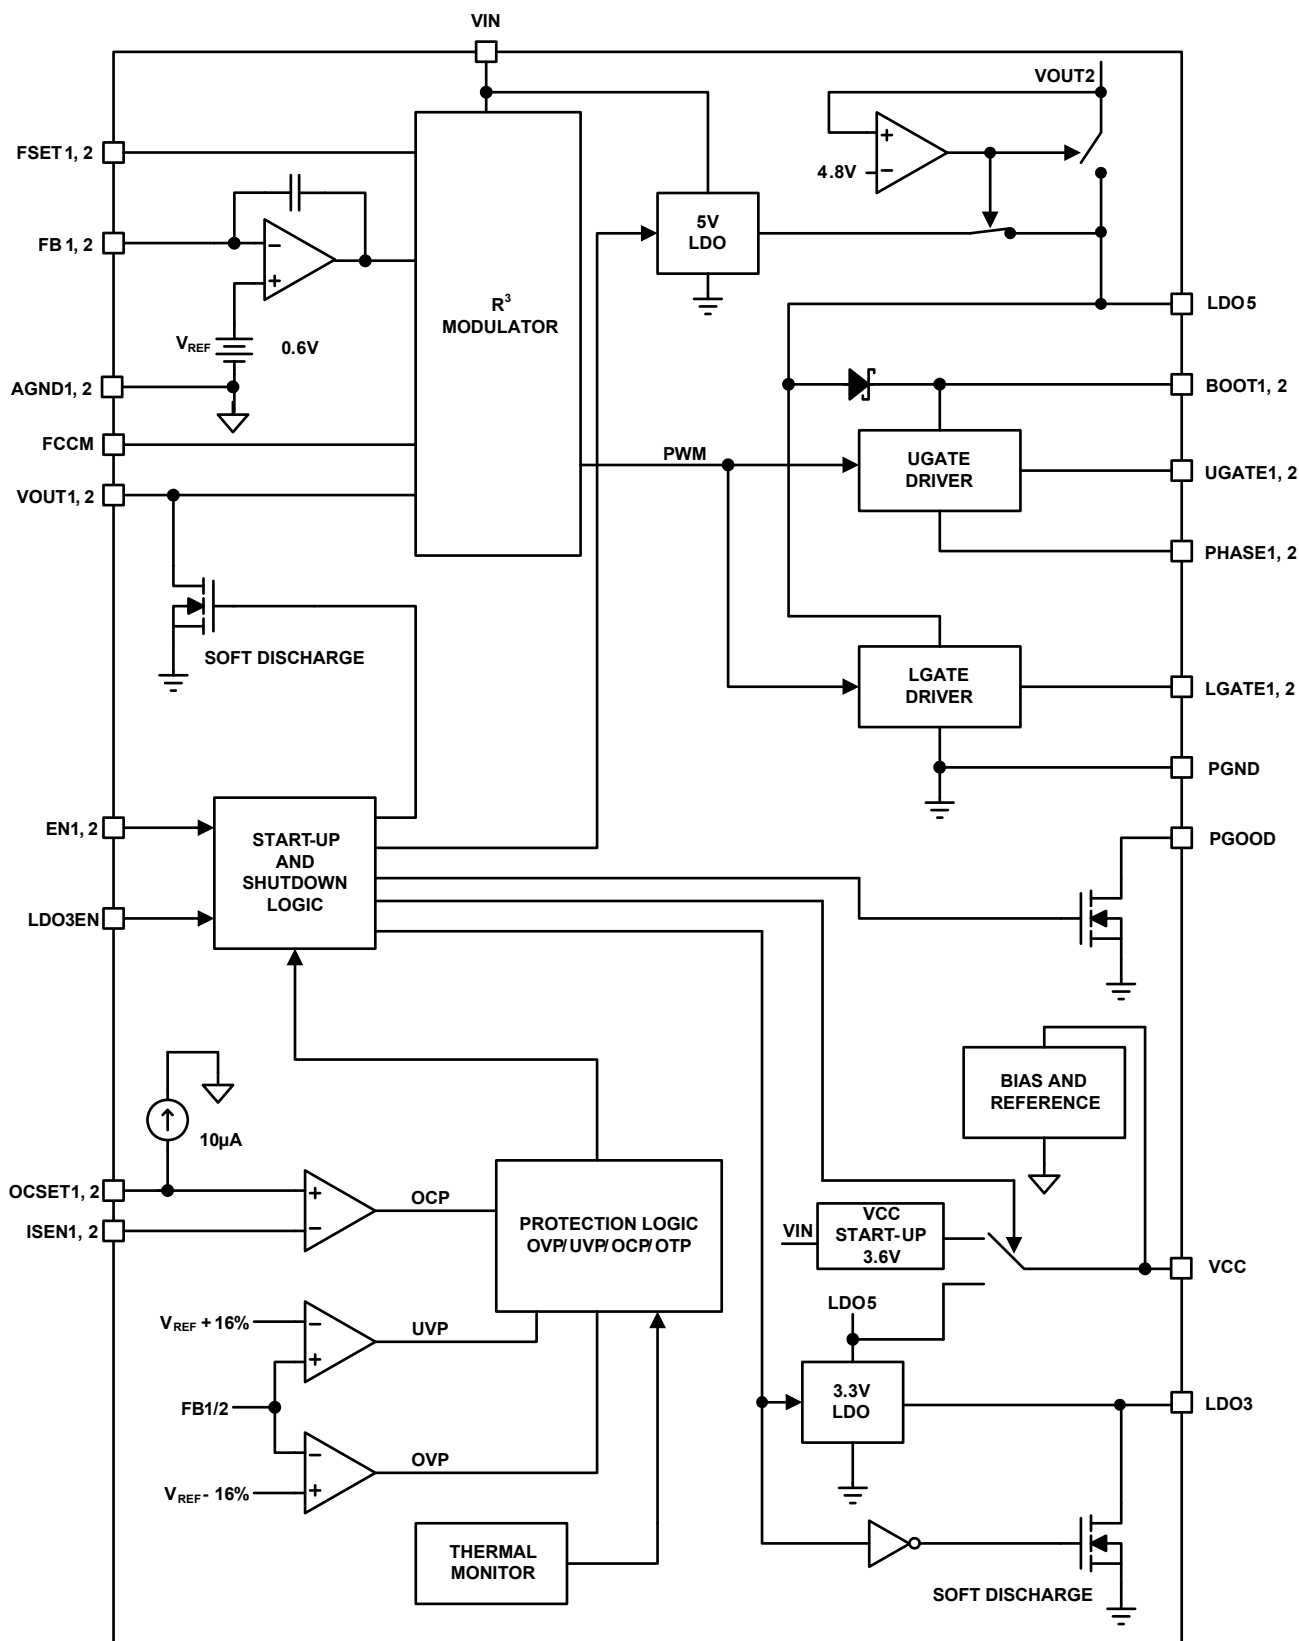 VIN
VOUT2
FSET1, 2
+
4.8V
−
5V
LDO
FB1, 2
−
+
R³
MODULATOR
LDO5
VREF
0.6V
AGND1, 2
BOOT1, 2
FCCM
PWM
UGATE
DRIVER
UGATE1, 2
VOUT1, 2
PHASE1, 2
SOFT DISCHARGE
LGATE
DRIVER
LGATE1, 2
PGND
EN1, 2
START-UP
AND
SHUTDOWN
LOGIC
PGOOD
LDO3EN
BIAS AND
REFERENCE
10µA
OCSET1, 2
+
OCP
ISEN1, 2
−
PROTECTION LOGIC
OVP/UVP/OCP/OTP
VIN
VCC
START-UP
3.6V
VCC
LDO5
VREF + 16%
−
UVP
+
3.3V
LDO
LDO3
FB1/2
−
OVP
VREF - 16%
+
THERMAL
MONITOR
SOFT DISCHARGE